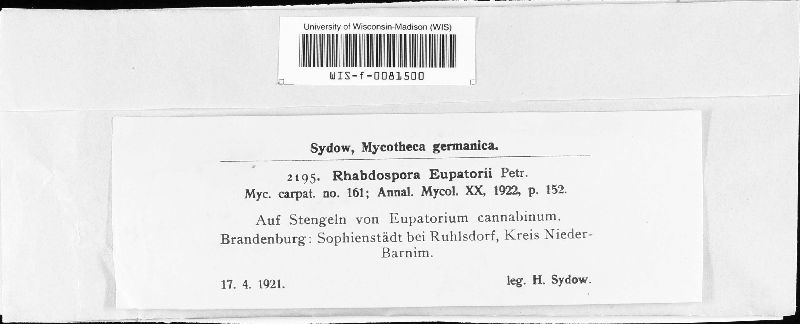 University of Wisconsin-Madison (WIS)
WIS-f-0081500
Sydow, Mycotheca germanica.
2195. Rhabdospora Eupatorii Petr.
Myc. carpat. no. 161; Annal. Mycol. XX, 1922, p. 152.
Auf Stengeln von Eupatorium cannabinum.
Brandenburg: Sophienstädt bei Ruhlsdorf, Kreis Nieder-
Barnim.
17. 4. 1921.
leg. H. Sydow.